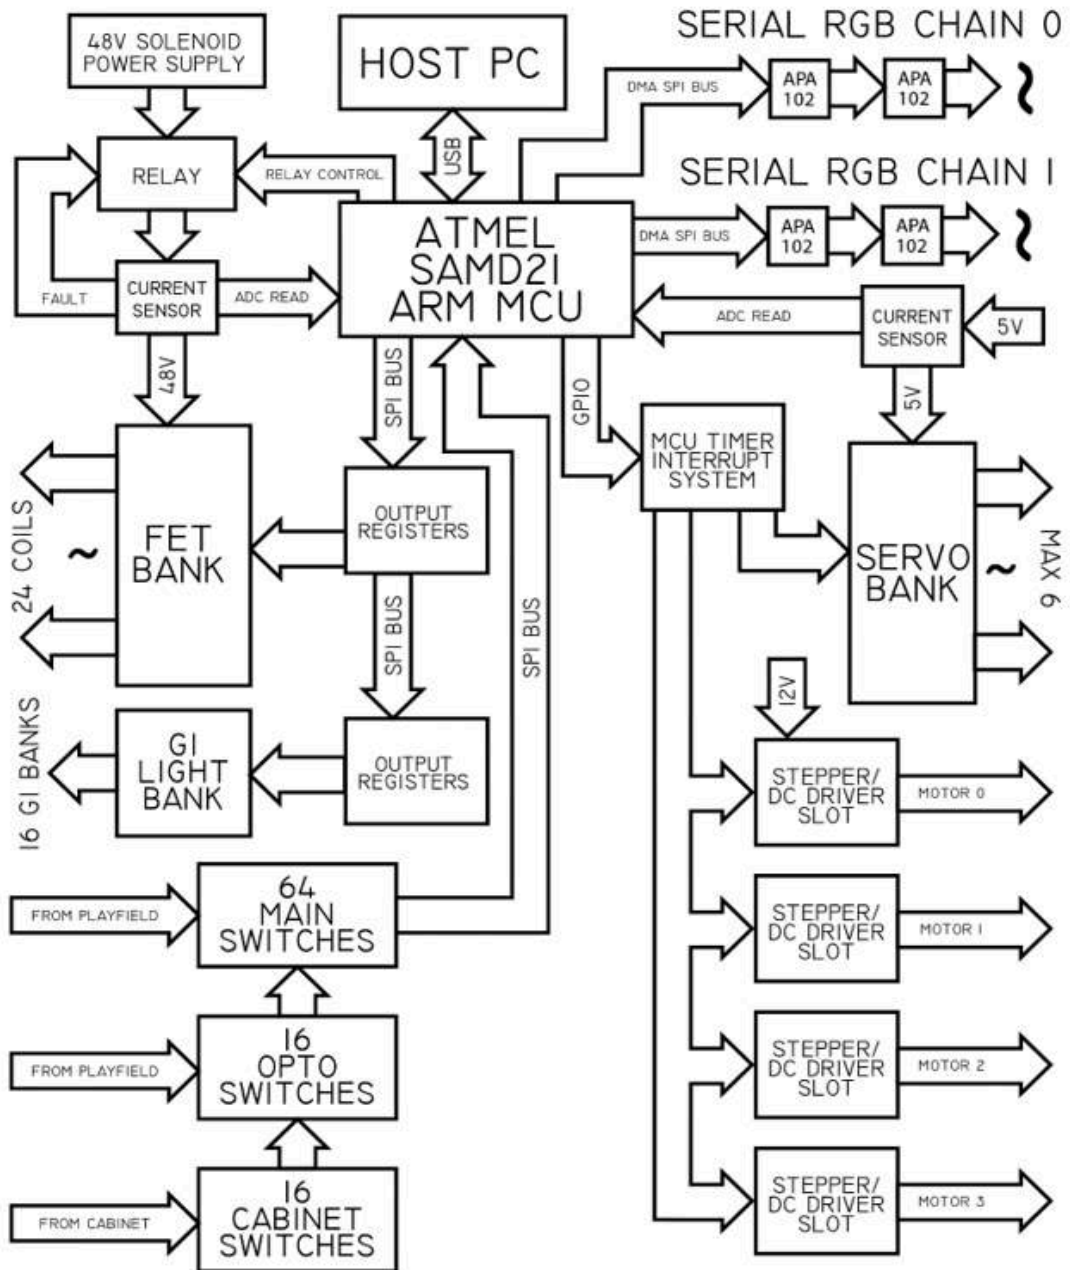 SERIAL RGB CHAIN 0
48V SOLENOID
POWER SUPPLY
HOST PC
DMA SPI BUS
APA
102
APA
102
USB
RELAY
RELAY CONTROL
SERIAL RGB CHAIN 1
ATMEL
SAMD21
ARM MCU
DMA SPI BUS
APA
102
APA
102
FAULT
CURRENT
SENSOR
ADC READ
ADC READ
CURRENT
SENSOR
5V
48V
SPI BUS
GPIO
5V
MCU TIMER
INTERRUPT
SYSTEM
24 COILS
~
FET
BANK
OUTPUT
REGISTERS
SERVO
BANK
~
MAX 6
SPI BUS
SPI BUS
12V
16 GI BANKS
GI
LIGHT
BANK
OUTPUT
REGISTERS
STEPPER/
DC DRIVER
SLOT
MOTOR 0
FROM PLAYFIELD
64
MAIN
SWITCHES
STEPPER/
DC DRIVER
SLOT
MOTOR 1
FROM PLAYFIELD
16
OPTO
SWITCHES
STEPPER/
DC DRIVER
SLOT
MOTOR 2
FROM CABINET
16
CABINET
SWITCHES
STEPPER/
DC DRIVER
SLOT
MOTOR 3